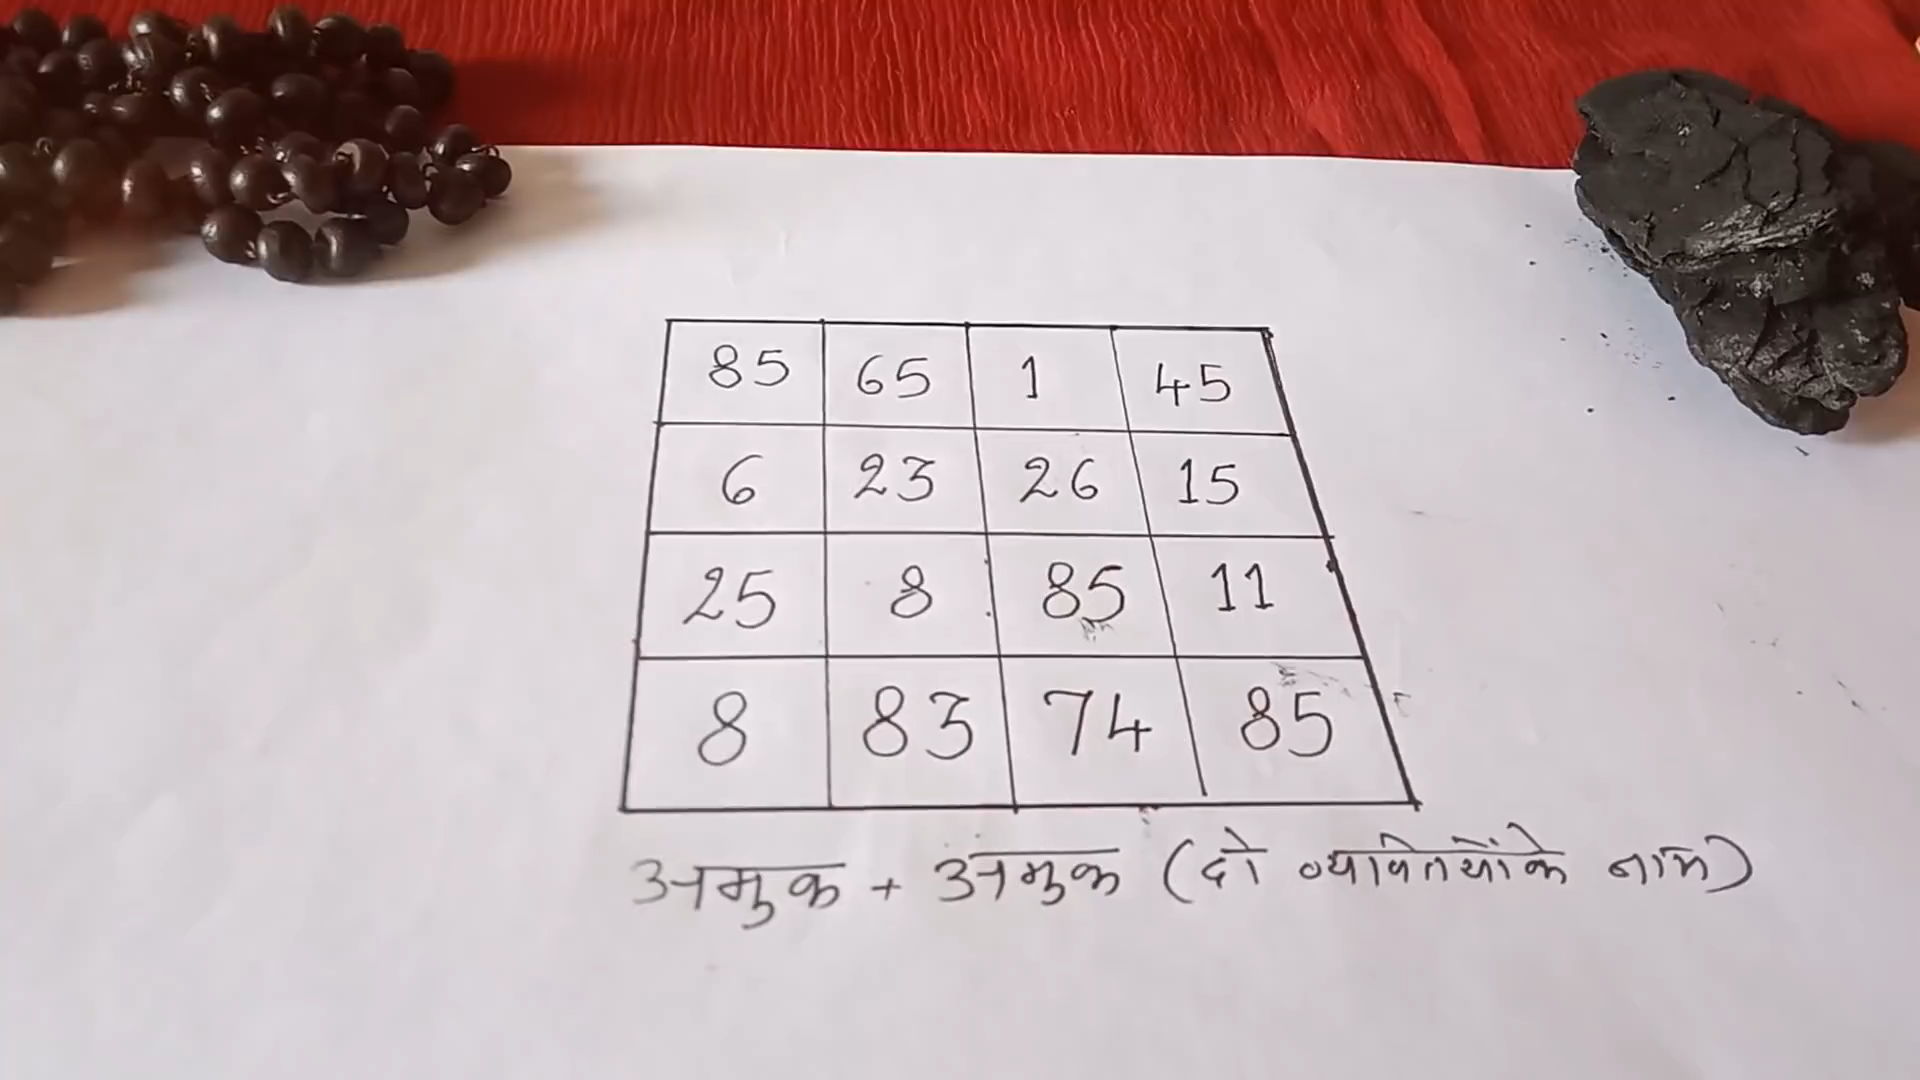 85 65 1 45
6 23 26 15
25 8 85 11
8 83 74 85
अमुक + अमुक (दो व्यक्तियों के नाम)